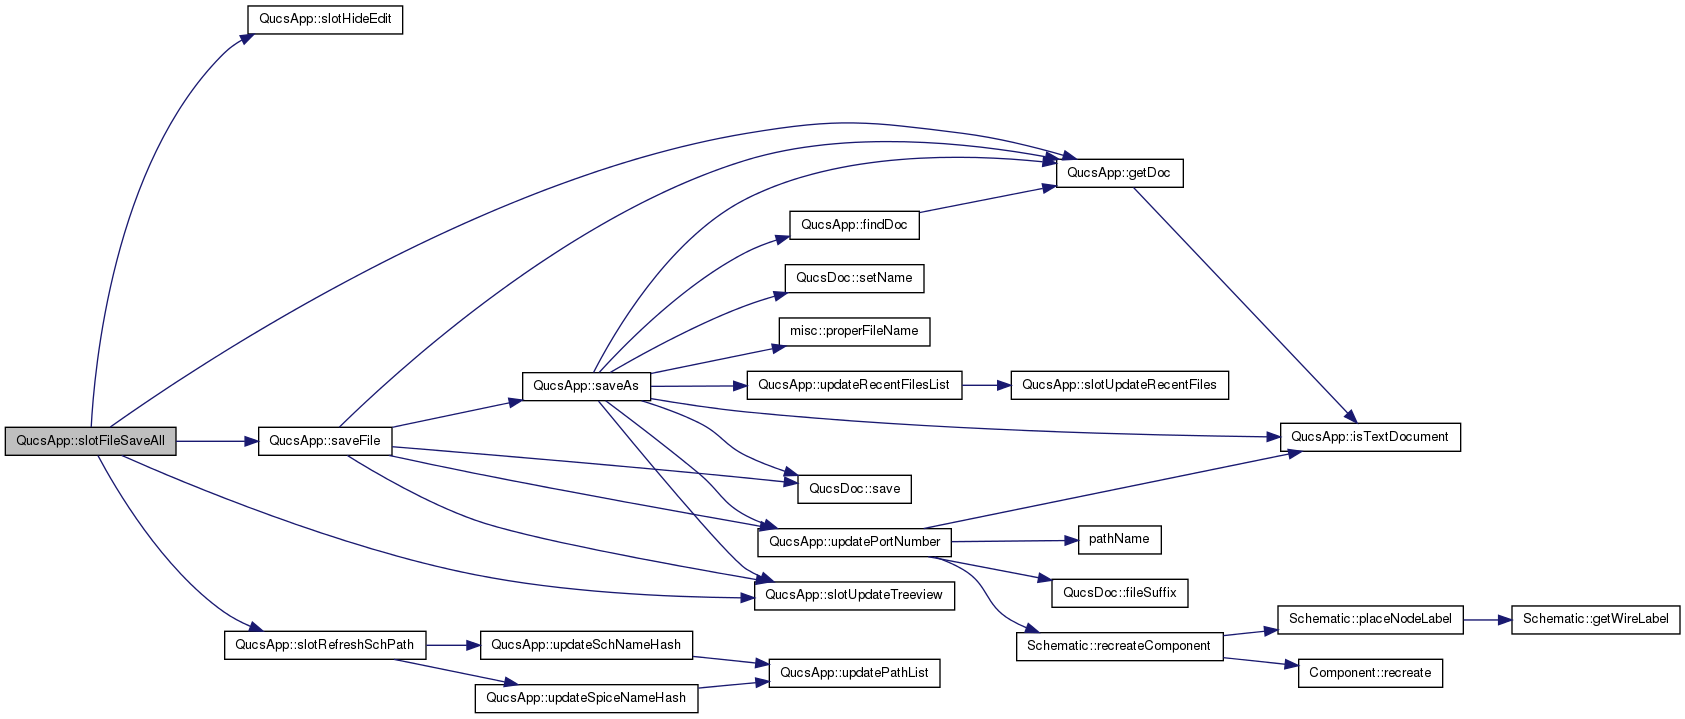 QucsApp::slotHideEdit
QucsApp::getDoc
QucsApp::findDoc
QucsDoc::setName
misc::properFileName
QucsApp::saveAs
QucsApp::updateRecentFilesList
QucsApp::slotUpdateRecentFiles
QucsApp::slotFileSaveAll
QucsApp::saveFile
QucsApp::isTextDocument
QucsDoc::save
QucsApp::updatePortNumber
pathName
QucsApp::slotUpdateTreeview
QucsDoc::fileSuffix
Schematic::placeNodeLabel
Schematic::getWireLabel
QucsApp::slotRefreshSchPath
QucsApp::updateSchNameHash
Schematic::recreateComponent
QucsApp::updatePathList
Component::recreate
QucsApp::updateSpiceNameHash